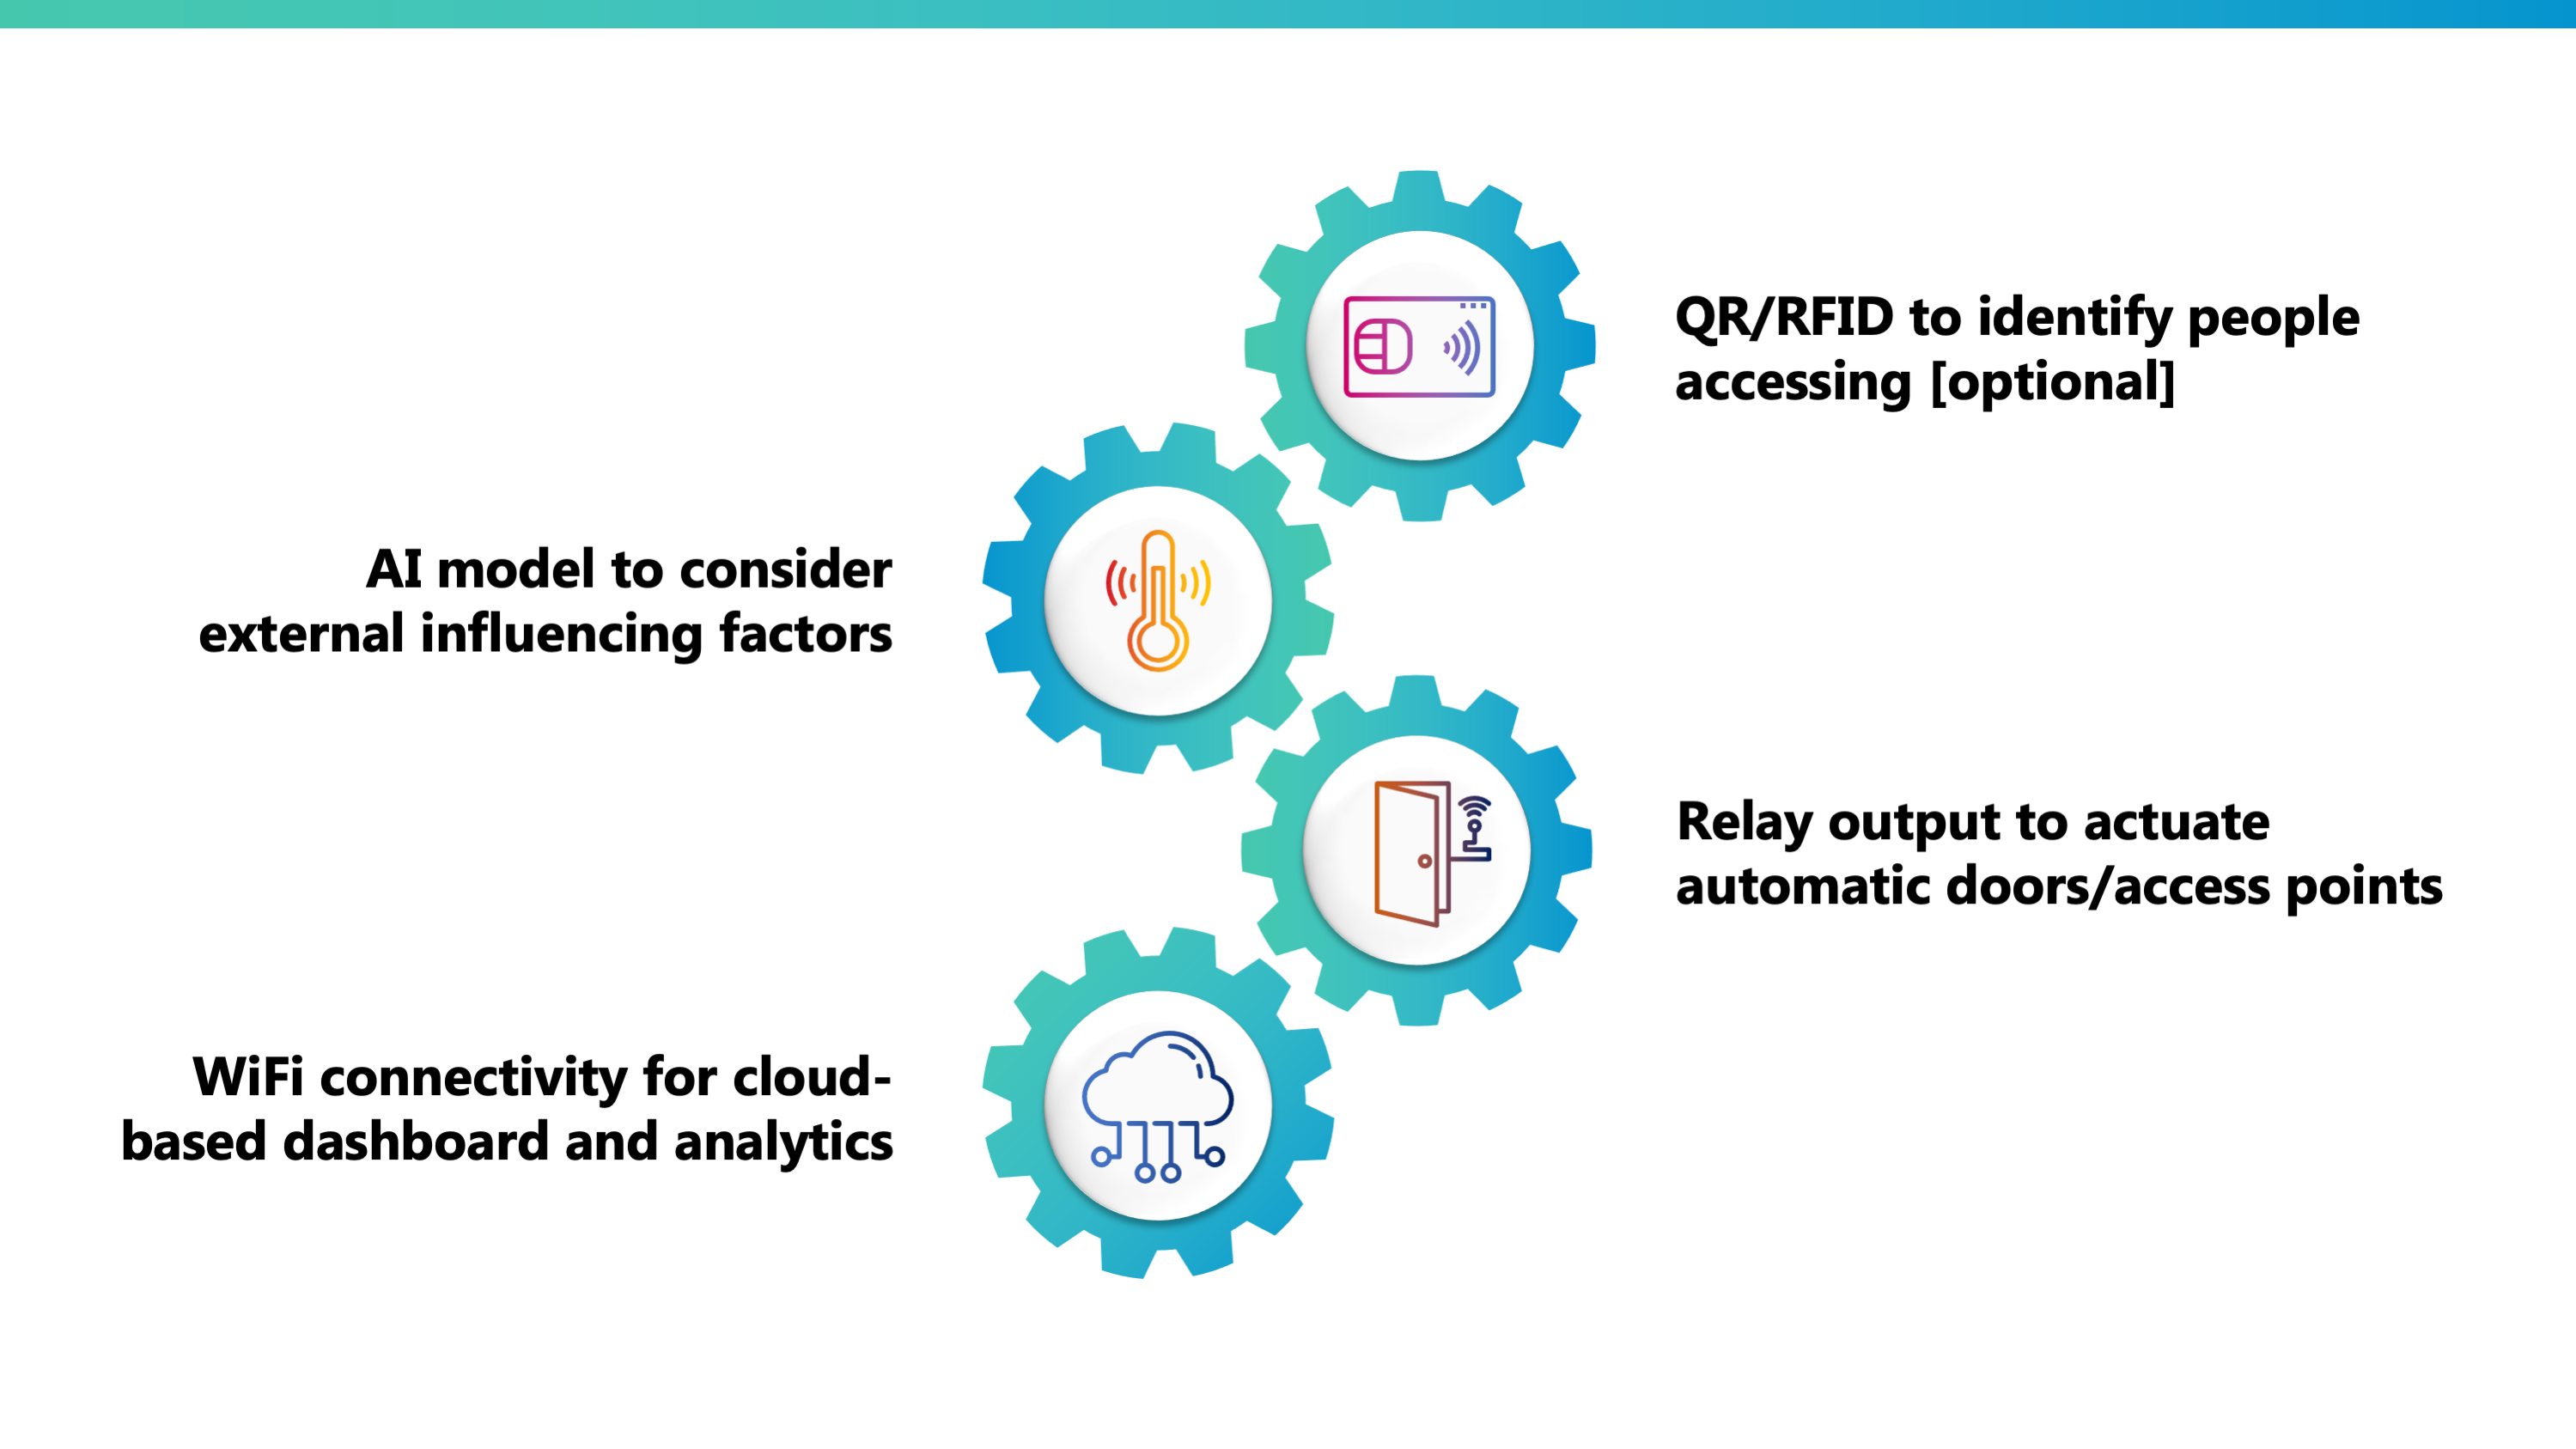 QR/RFID to identify people
accessing [optional]
AI model to consider
external influencing factors
Relay output to actuate
automatic doors/access points
WiFi connectivity for cloud-
based dashboard and analytics